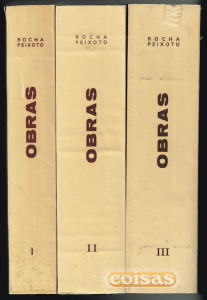 ROCHA
PEIXOTO
OBRAS
I
ROCHA
PEIXOTO
OBRAS
II
ROCHA
PEIXOTO
OBRAS
III
coisas